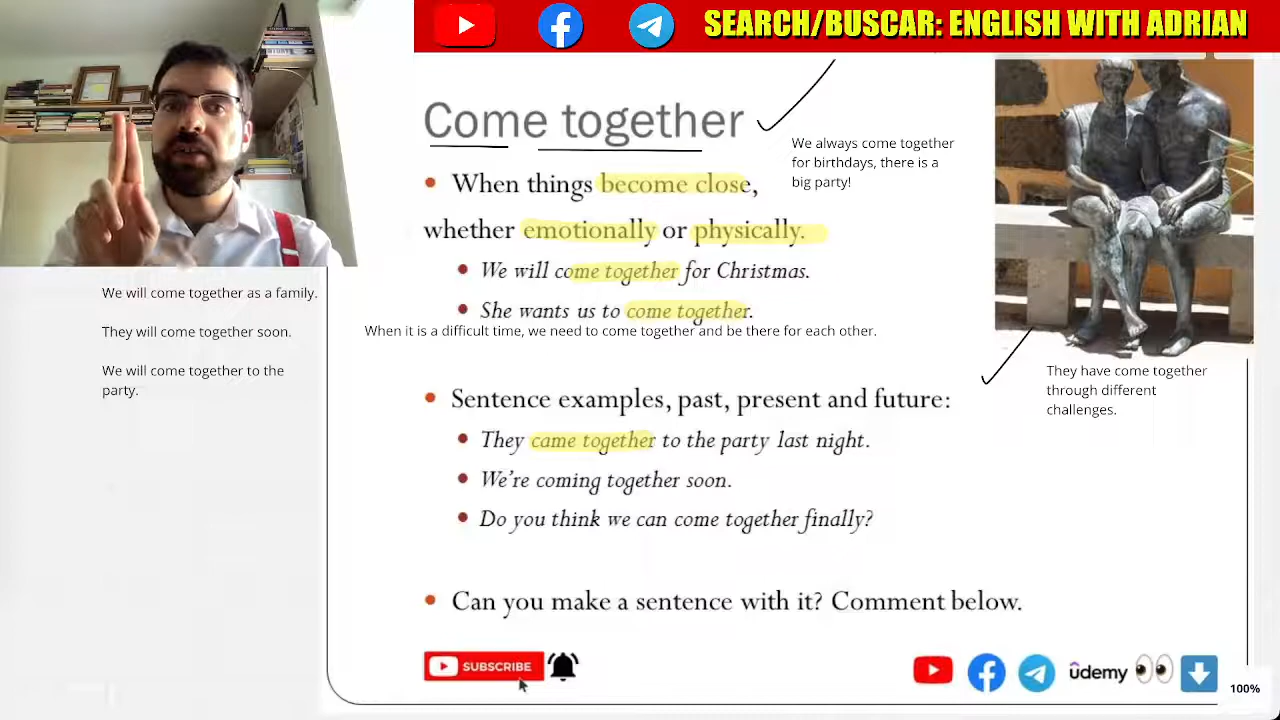 SEARCH/BUSCAR: ENGLISH WITH ADRIAN
Come together
We always come together
for birthdays, there is a
big party!
When things become close,
whether emotionally or physically.
We will come together for Christmas.
She wants us to come together.
When it is a difficult time, we need to come together and be there for each other.
We will come together as a family.
They will come together soon.
We will come together to the
party.
They have come together
through different
challenges.
Sentence examples, past, present and future:
They came together to the party last night.
We're coming together soon.
Do you think we can come together finally?
Can you make a sentence with it? Comment below.
SUBSCRIBE
udemy
100%